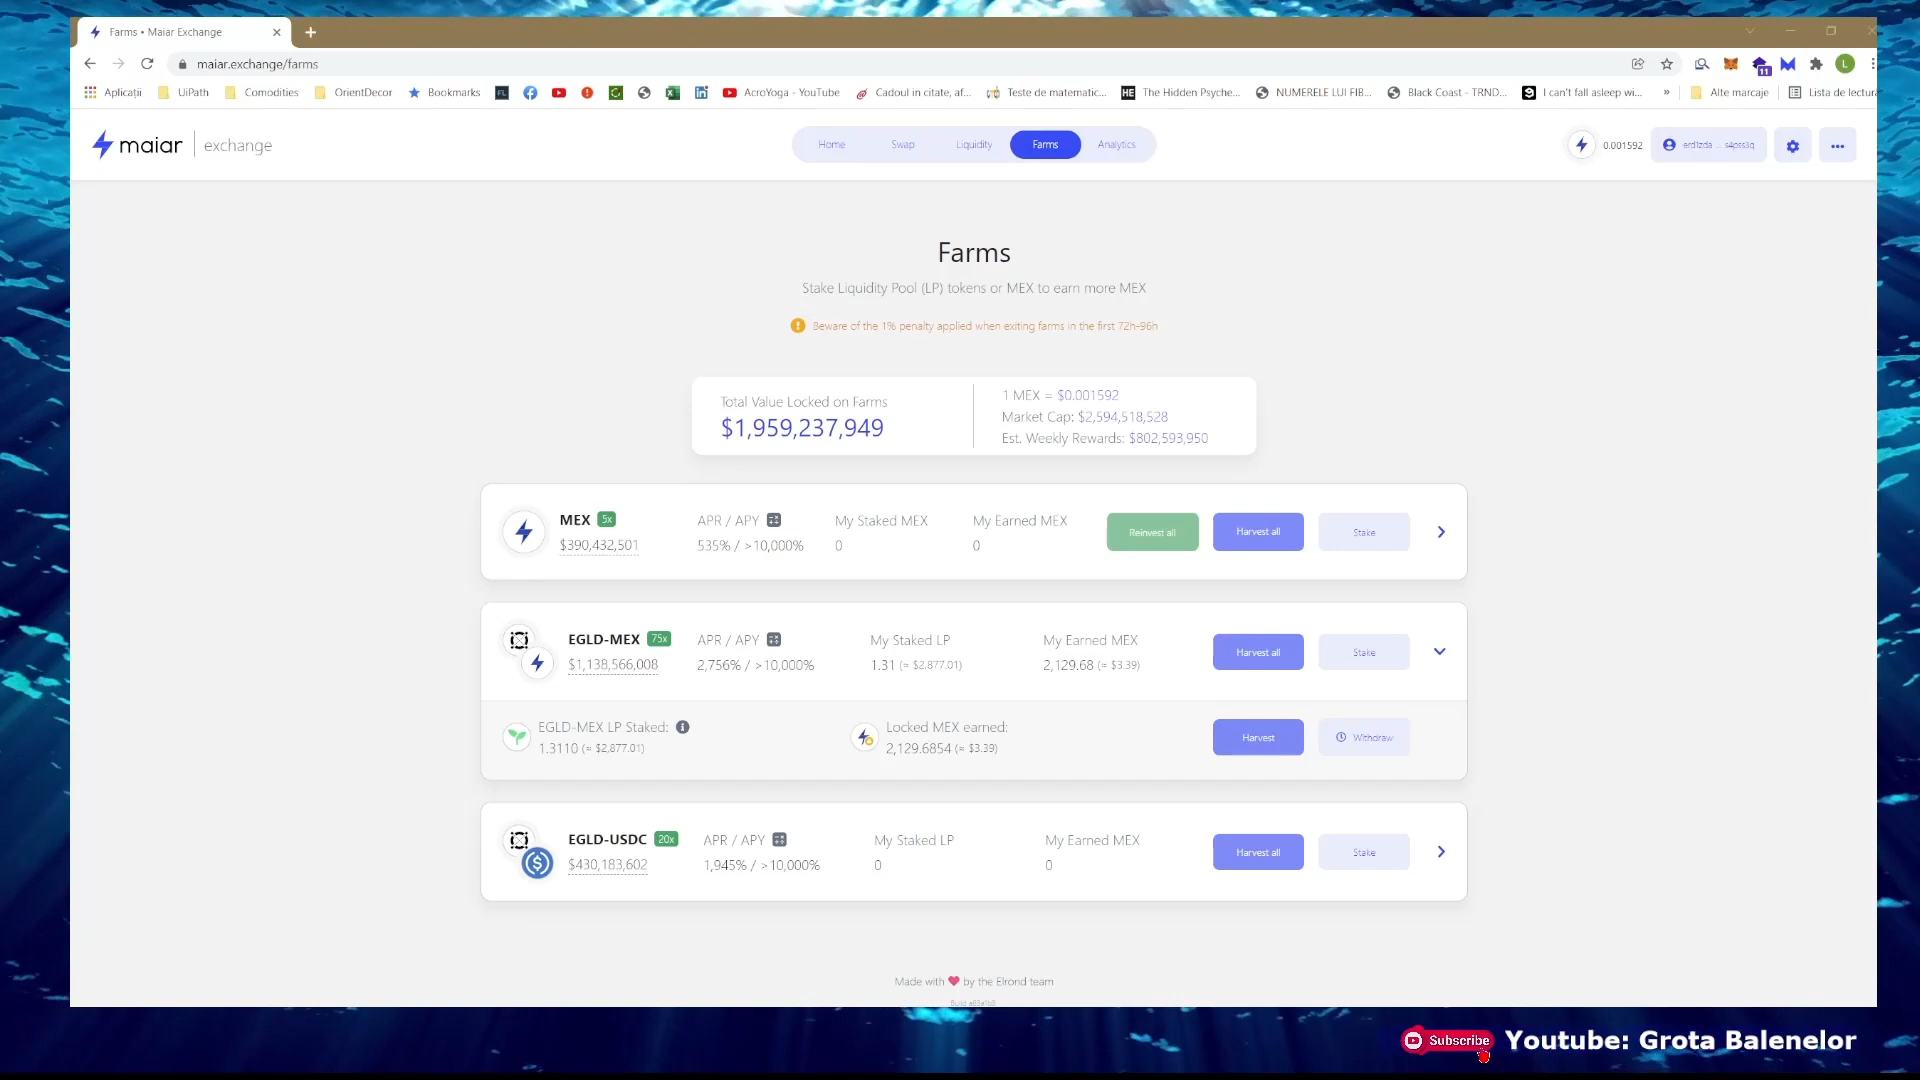 Farms • Maiar Exchange
maiar.exchange/farms
11
L
Aplicații UiPath Comodities OrientDecor Bookmarks FL AcroYoga - YouTube Cadoul in citate, af... Teste de matematic... HE The Hidden Psyche... NUMERELE LUI FIB... Black Coast - TRND... I can't fall asleep wi... » Alte marcaje Lista de lectura
maiar exchange
Home Swap Liquidity Farms Analytics
0.001592 erd1zda ... s4pss3q
Farms
Stake Liquidity Pool (LP) tokens or MEX to earn more MEX
Beware of the 1% penalty applied when exiting farms in the first 72h-96h
Total Value Locked on Farms
$1,959,237,949
1 MEX = $0.001592
Market Cap: $2,594,518,528
Est. Weekly Rewards: $802,593,950
MEX 5x APR / APY My Staked MEX My Earned MEX
$390,432,501 535% / >10,000% 0 0
Reinvest all Harvest all Stake
EGLD-MEX 75x APR / APY My Staked LP My Earned MEX
$1,138,566,008 2,756% / >10,000% 1.31 (≈ $2,877.01) 2,129.68 (≈ $3.39)
Harvest all Stake
EGLD-MEX LP Staked: Locked MEX earned:
1.3110 (≈ $2,877.01) 2,129.6854 (≈ $3.39)
Harvest Withdraw
EGLD-USDC 20x APR / APY My Staked LP My Earned MEX
$430,183,602 1,945% / >10,000% 0 0
Harvest all Stake
Made with ❤ by the Elrond team
Subscribe Youtube: Grota Balenelor